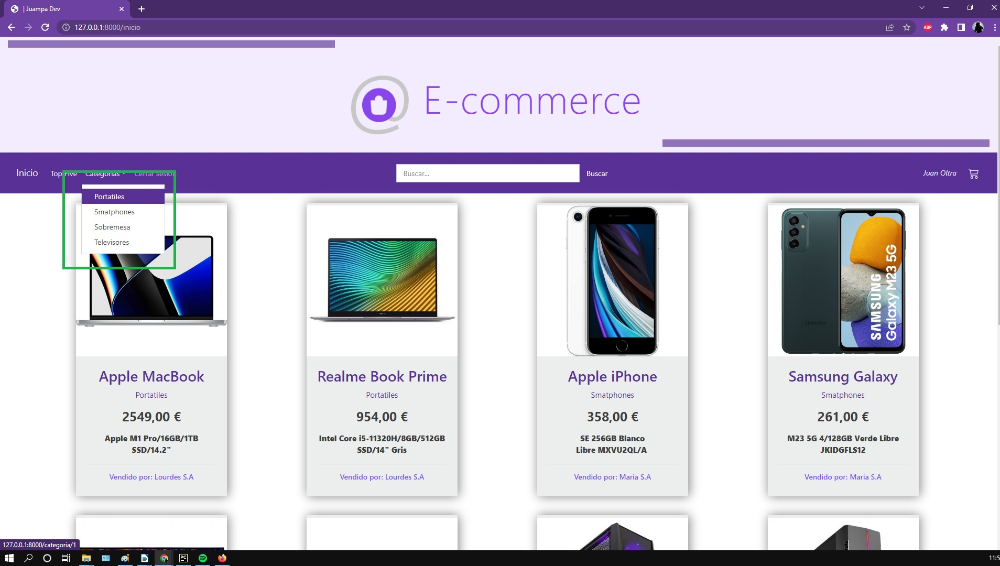 | Juampa Dev
127.0.0.1:8000/inicio
ABP
E-commerce
Inicio
Top Five
Categorias
Cerrar sesión
Buscar...
Buscar
Juan Oltra
Portatiles
Smatphones
Sobremesa
Televisores
SAMSUNG
Galaxy M23 5G
SAMSUNG
Apple MacBook
Portatiles
2549,00 €
Apple M1 Pro/16GB/1TB
SSD/14.2"
Vendido por: Lourdes S.A
Realme Book Prime
Portatiles
954,00 €
Intel Core i5-11320H/8GB/512GB
SSD/14" Gris
Vendido por: Lourdes S.A
Apple iPhone
Smatphones
358,00 €
SE 256GB Blanco
Libre MXVU2QL/A
Vendido por: Maria S.A
Samsung Galaxy
Smatphones
261,00 €
M23 5G 4/128GB Verde Libre
JKIDGFLS12
Vendido por: Maria S.A
127.0.0.1:8000/categoria/1
PC
11:5